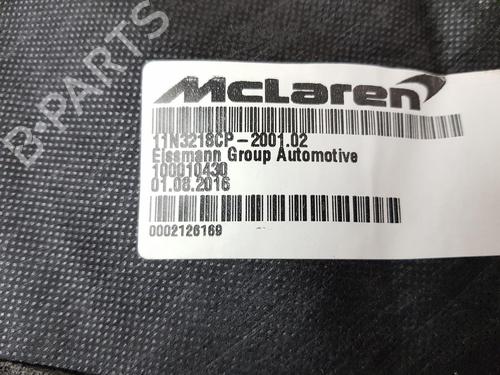 B-PARTS
McLaren
11N3218CP-2001.02
Eissmann Group Automotive
100010430
01.08.2016
0002126169